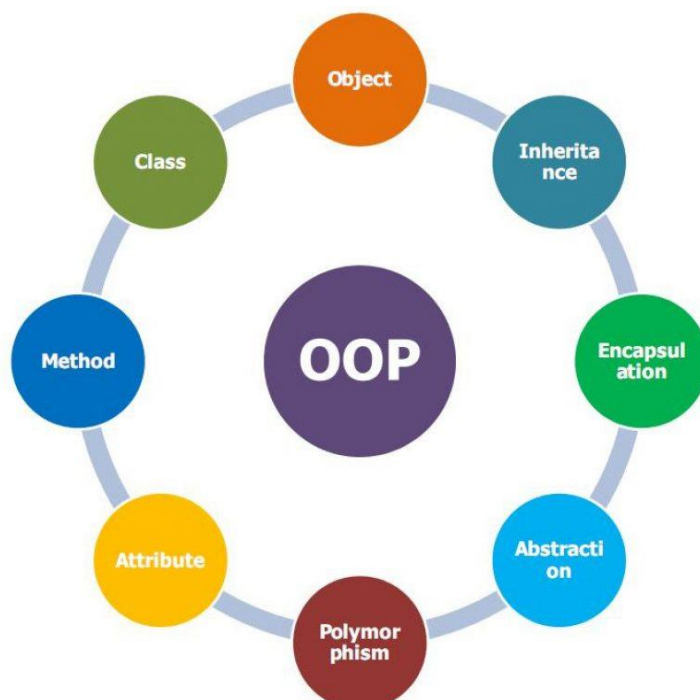 Object
Inherita
nce
Encapsul
ation
Abstracti
on
Polymor
phism
Attribute
Method
Class
OOP